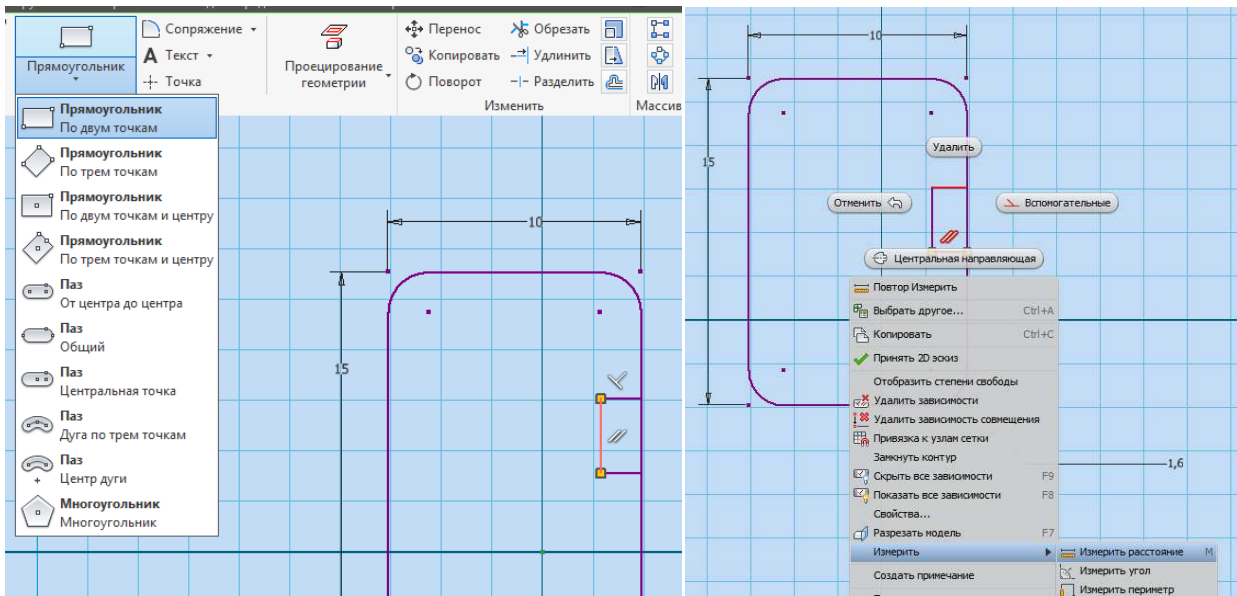 Прямоугольник
Сопряжение
A Текст
Точка
Проецирование
геометрии
Перенос
Копировать
Поворот
Обрезать
Удлинить
Разделить
Изменить
Массив
Прямоугольник
По двум точкам
Прямоугольник
По трем точкам
Прямоугольник
По двум точкам и центру
Прямоугольник
По трем точкам и центру
Паз
От центра до центра
Паз
Общий
Паз
Центральная точка
Паз
Дуга по трем точкам
Паз
Центр дуги
Многоугольник
Многоугольник
10
15
10
15
Удалить
Отменить
Вспомогательные
Центральная направляющая
Повтор Измерить
Выбрать другое... Ctrl+A
Копировать Ctrl+C
Принять 2D эскиз
Отобразить степени свободы
Удалить зависимости
Удалить зависимость совмещения
Привязка к узлам сетки
Замкнуть контур
Скрыть все зависимости F9
Показать все зависимости F8
Свойства...
Разрезать модель F7
Измерить
Создать примечание
1,6
Измерить расстояние M
Измерить угол
Измерить периметр